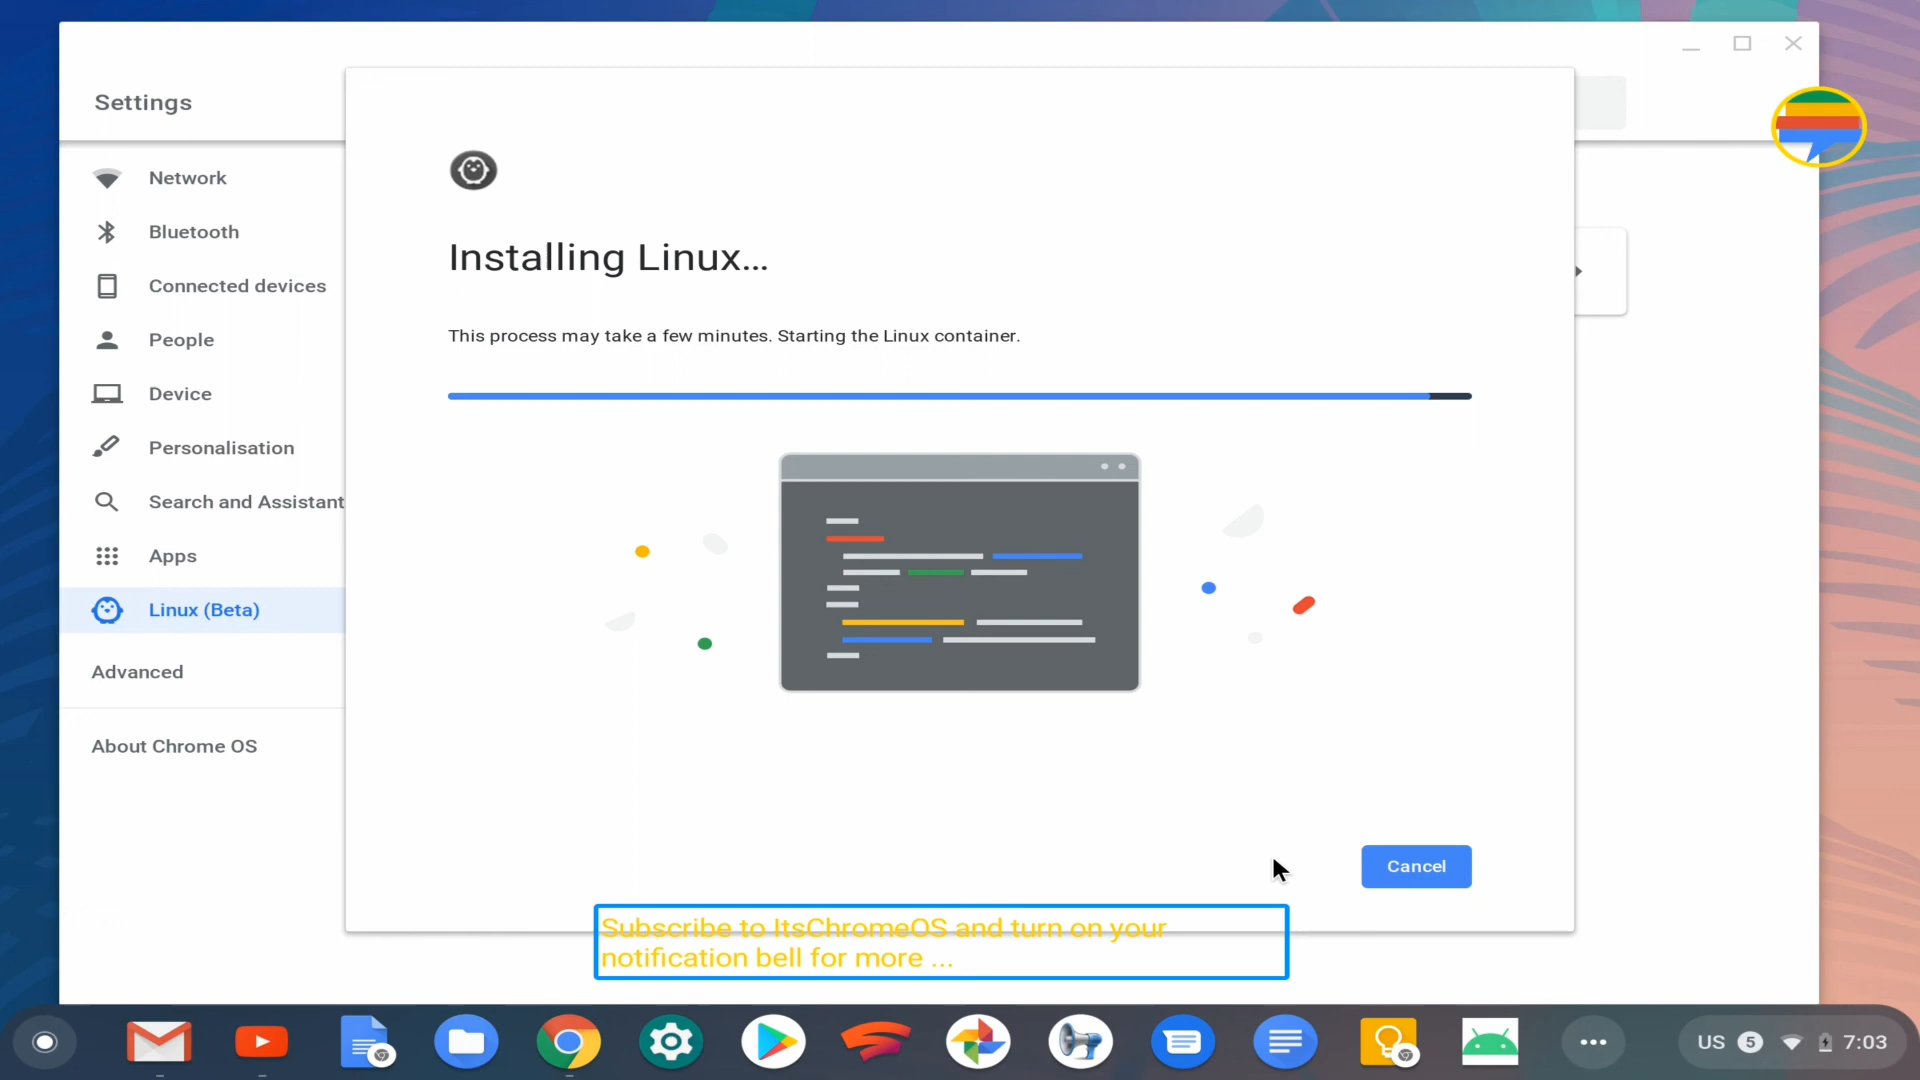 Settings
Network
Bluetooth
Connected devices
People
Device
Personalisation
Search and Assistant
Apps
Linux (Beta)
Advanced
About Chrome OS
Installing Linux...
This process may take a few minutes. Starting the Linux container.
Cancel
Subscribe to ItsChromeOS and turn on your
notification bell for more ...
US 5 7:03